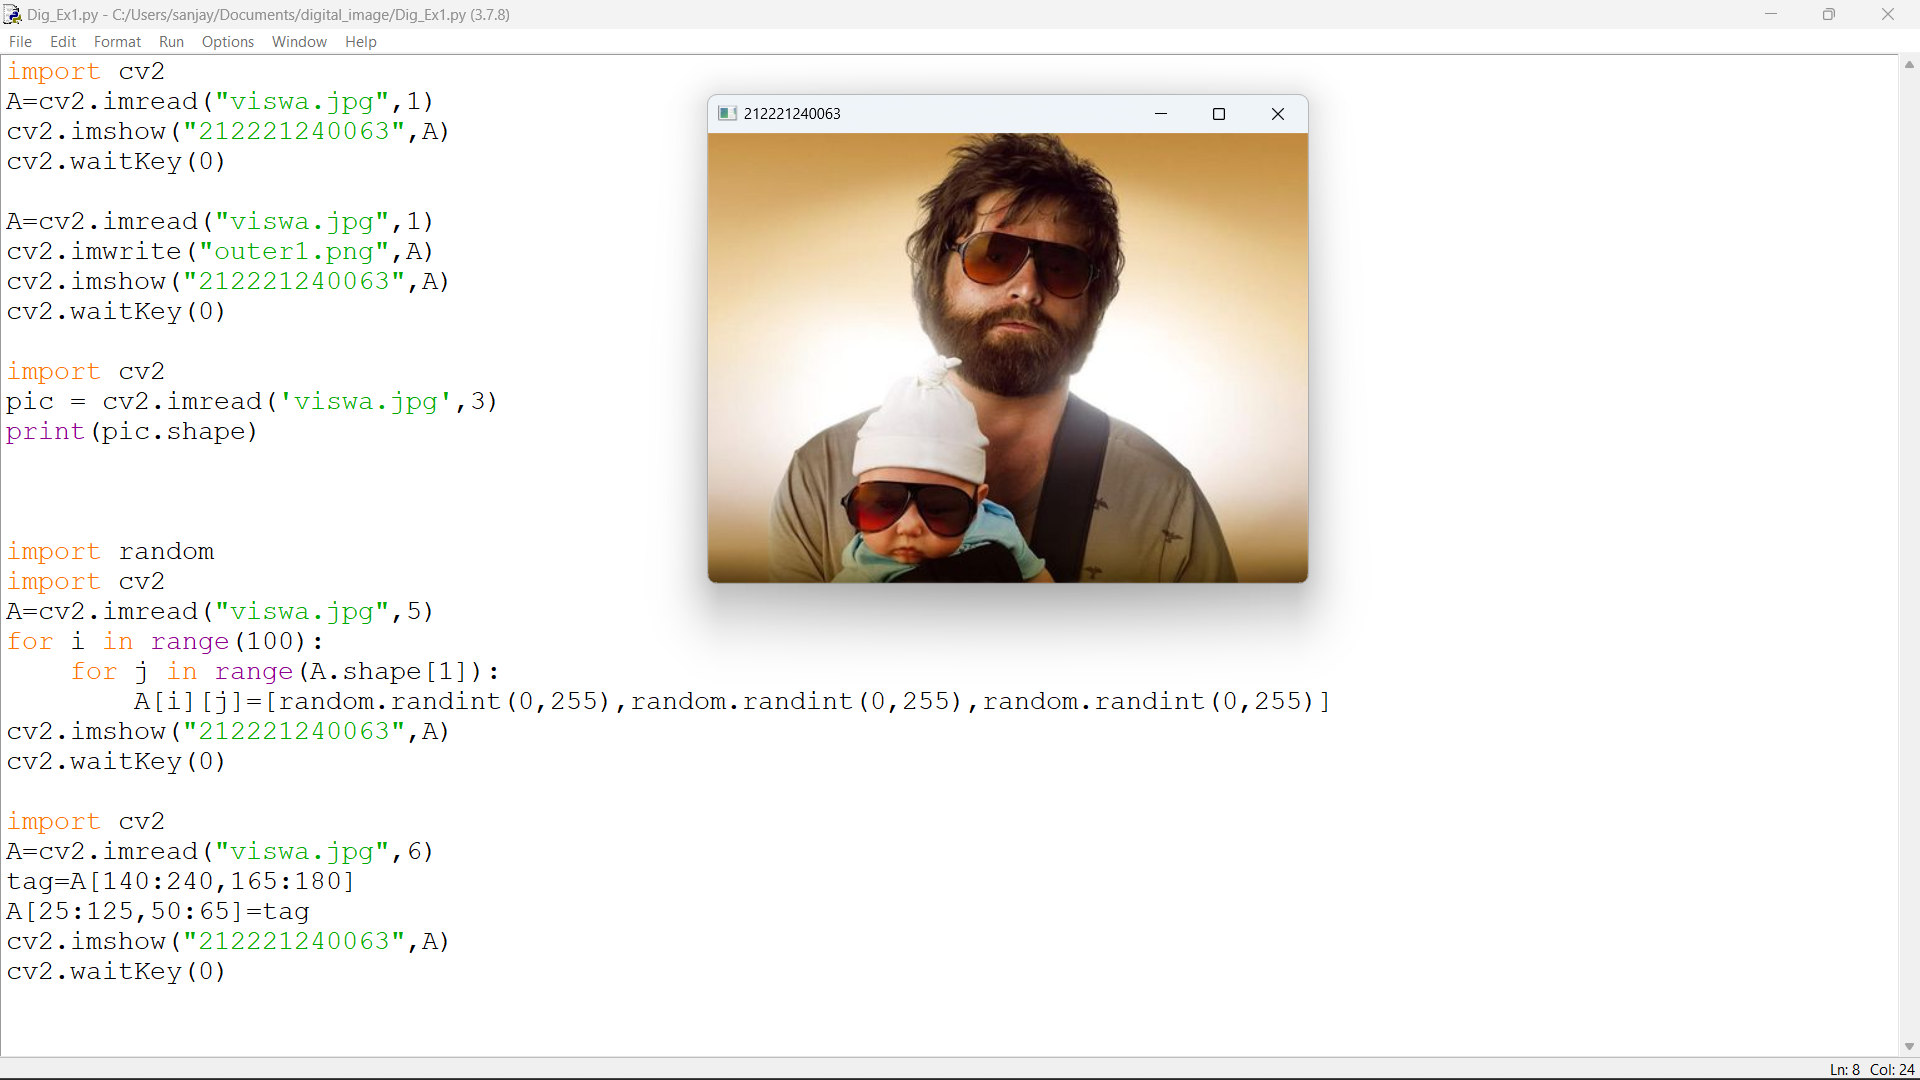 Dig_Ex1.py - C:/Users/sanjay/Documents/digital_image/Dig_Ex1.py (3.7.8)
File Edit Format Run Options Window Help
import cv2
A=cv2.imread("viswa.jpg",1)
cv2.imshow("212221240063",A)
cv2.waitKey(0)
A=cv2.imread("viswa.jpg",1)
cv2.imwrite("outer1.png",A)
cv2.imshow("212221240063",A)
cv2.waitKey(0)
import cv2
pic = cv2.imread('viswa.jpg',3)
print(pic.shape)
import random
import cv2
A=cv2.imread("viswa.jpg",5)
for i in range(100):
    for j in range(A.shape[1]):
        A[i][j]=[random.randint(0,255),random.randint(0,255),random.randint(0,255)]
cv2.imshow("212221240063",A)
cv2.waitKey(0)
import cv2
A=cv2.imread("viswa.jpg",6)
tag=A[140:240,165:180]
A[25:125,50:65]=tag
cv2.imshow("212221240063",A)
cv2.waitKey(0)
212221240063
Ln: 8 Col: 24